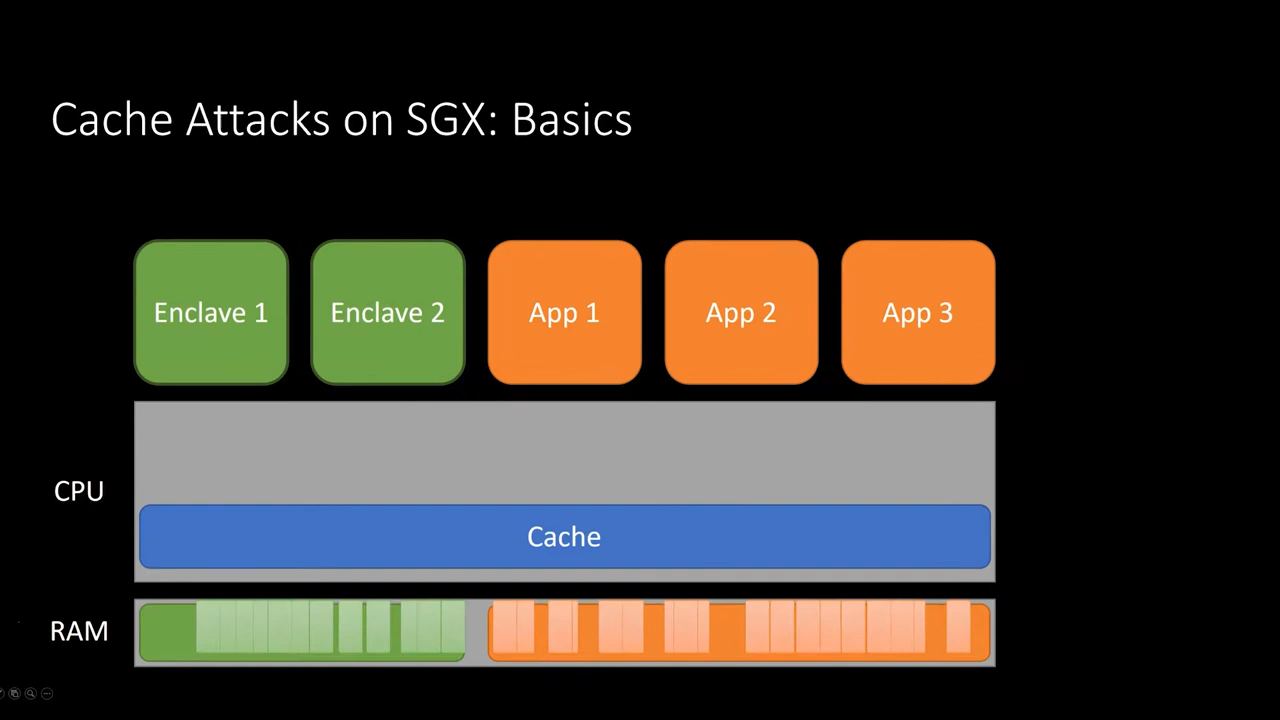 Cache Attacks on SGX: Basics
Enclave 1
Enclave 2
App 1
App 2
App 3
CPU
Cache
RAM